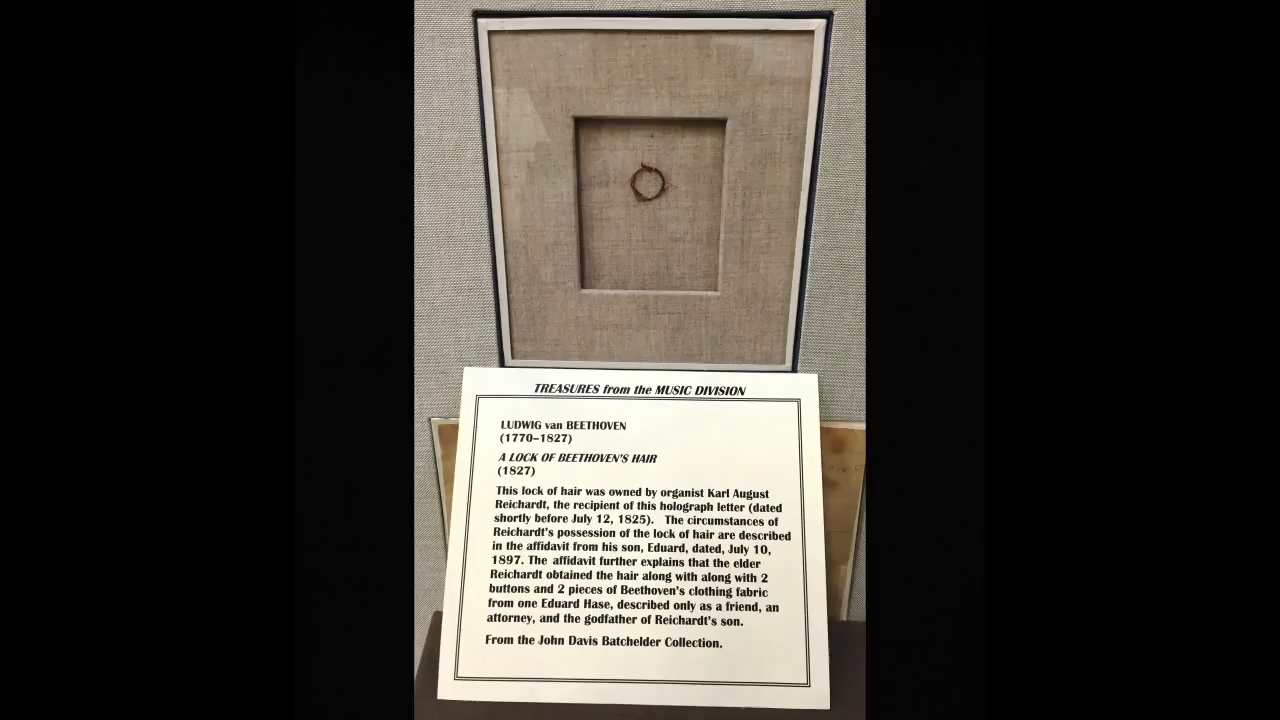 TREASURES from the MUSIC DIVISION
LUDWIG van BEETHOVEN
(1770–1827)
A LOCK OF BEETHOVEN'S HAIR
(1827)
This lock of hair was owned by organist Karl August
Reichardt, the recipient of this holograph letter (dated
shortly before July 12, 1825). The circumstances of
Reichardt's possession of the lock of hair are described
in the affidavit from his son, Eduard, dated, July 10,
1897. The affidavit further explains that the elder
Reichardt obtained the hair along with along with 2
buttons and 2 pieces of Beethoven's clothing fabric
from one Eduard Hase, described only as a friend, an
attorney, and the godfather of Reichardt's son.
From the John Davis Batchelder Collection.